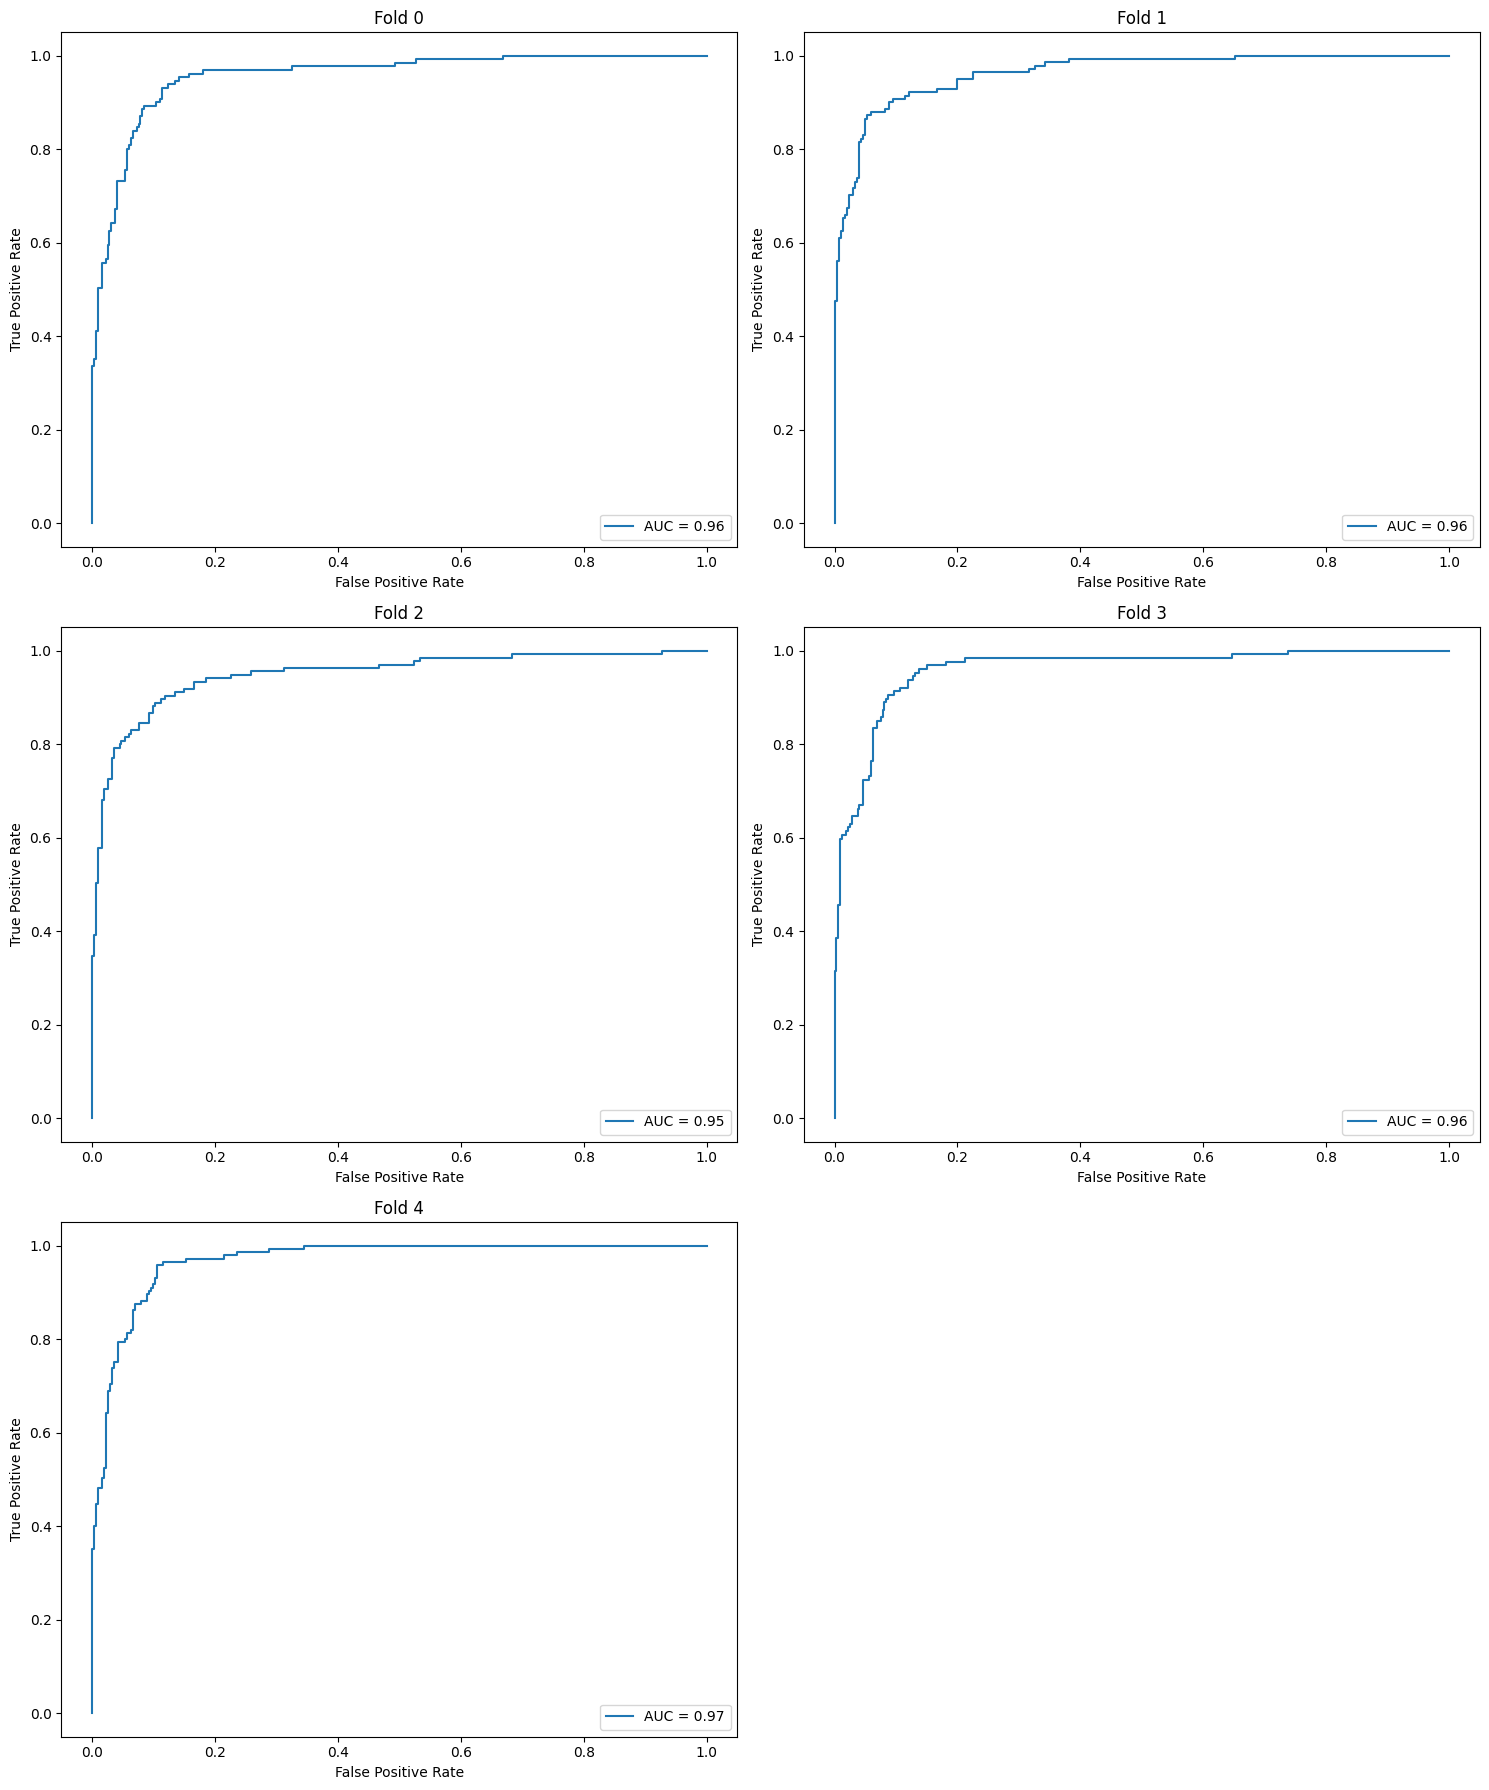 Fold 0
True Positive Rate
1.0
0.8
0.6
0.4
0.2
0.0
AUC = 0.96
0.0 0.2 0.4 0.6 0.8 1.0
False Positive Rate
Fold 1
True Positive Rate
1.0
0.8
0.6
0.4
0.2
0.0
AUC = 0.96
0.0 0.2 0.4 0.6 0.8 1.0
False Positive Rate
Fold 2
True Positive Rate
1.0
0.8
0.6
0.4
0.2
0.0
AUC = 0.95
0.0 0.2 0.4 0.6 0.8 1.0
False Positive Rate
Fold 3
True Positive Rate
1.0
0.8
0.6
0.4
0.2
0.0
AUC = 0.96
0.0 0.2 0.4 0.6 0.8 1.0
False Positive Rate
Fold 4
True Positive Rate
1.0
0.8
0.6
0.4
0.2
0.0
AUC = 0.97
0.0 0.2 0.4 0.6 0.8 1.0
False Positive Rate